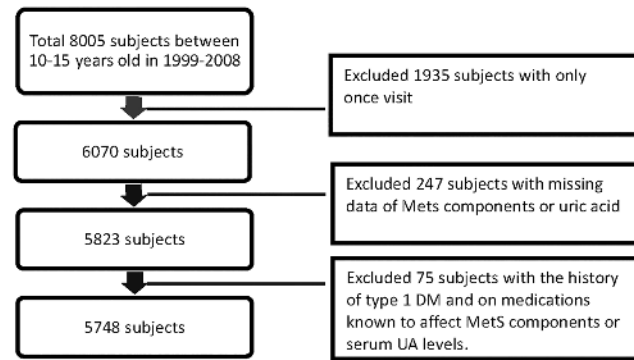 Total 8005 subjects between
10-15 years old in 1999-2008
Excluded 1935 subjects with only
once visit
6070 subjects
Excluded 247 subjects with missing
data of Mets components or uric acid
5823 subjects
Excluded 75 subjects with the history
of type 1 DM and on medications
known to affect MetS components or
serum UA levels.
5748 subjects